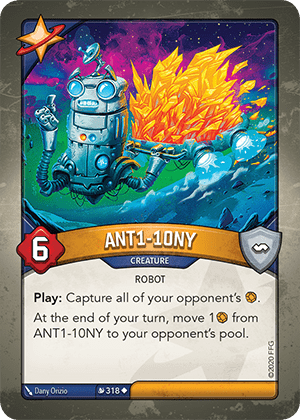 ANT1-10NY
CREATURE
6
ROBOT
Play: Capture all of your opponent's .
At the end of your turn, move 1 from
ANT1-10NY to your opponent's pool.
©2020 FFG
Dany Orizio
318